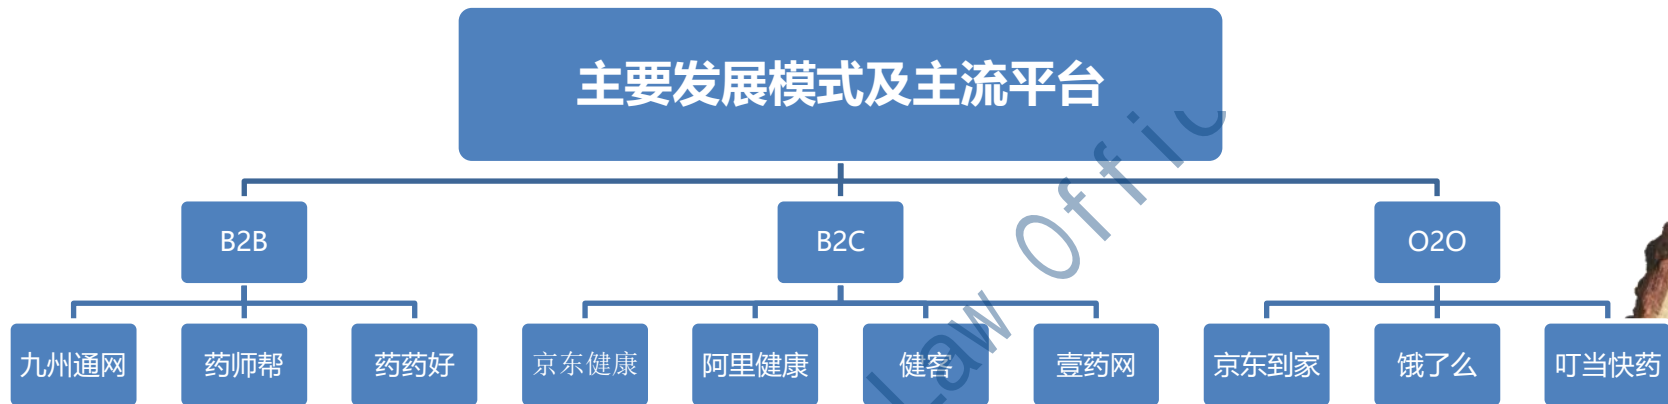 主要发展模式及主流平台
B2B
B2C
O2O
九州通网
药师帮
药药好
京东健康
阿里健康
健客
壹药网
京东到家
饿了么
叮当快药
Law Offic